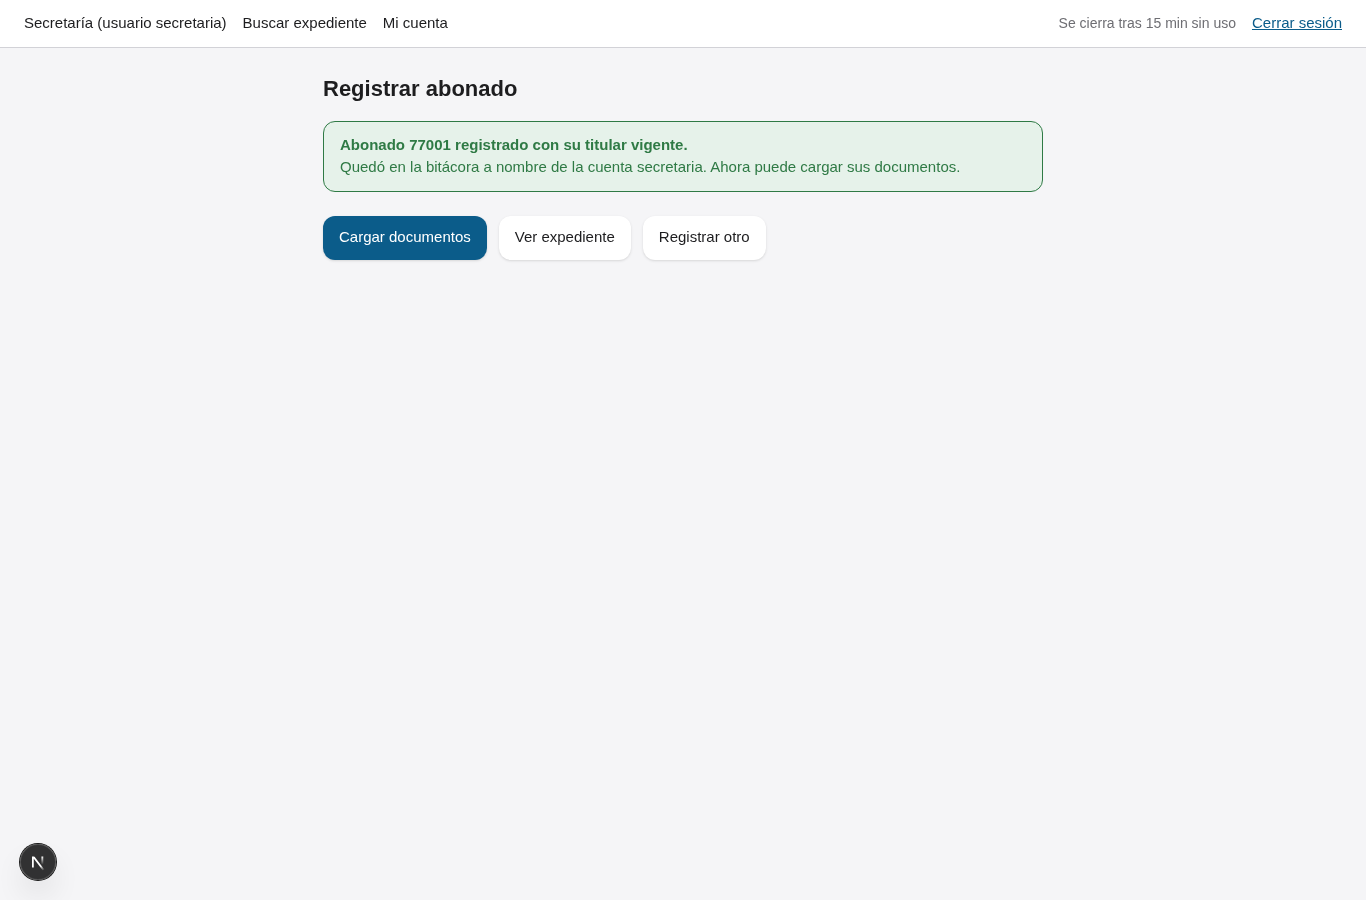 Secretaría (usuario secretaria) Buscar expediente Mi cuenta Se cierra tras 15 min sin uso Cerrar sesión
Registrar abonado
Abonado 77001 registrado con su titular vigente.
Quedó en la bitácora a nombre de la cuenta secretaria. Ahora puede cargar sus documentos.
Cargar documentos Ver expediente Registrar otro
N